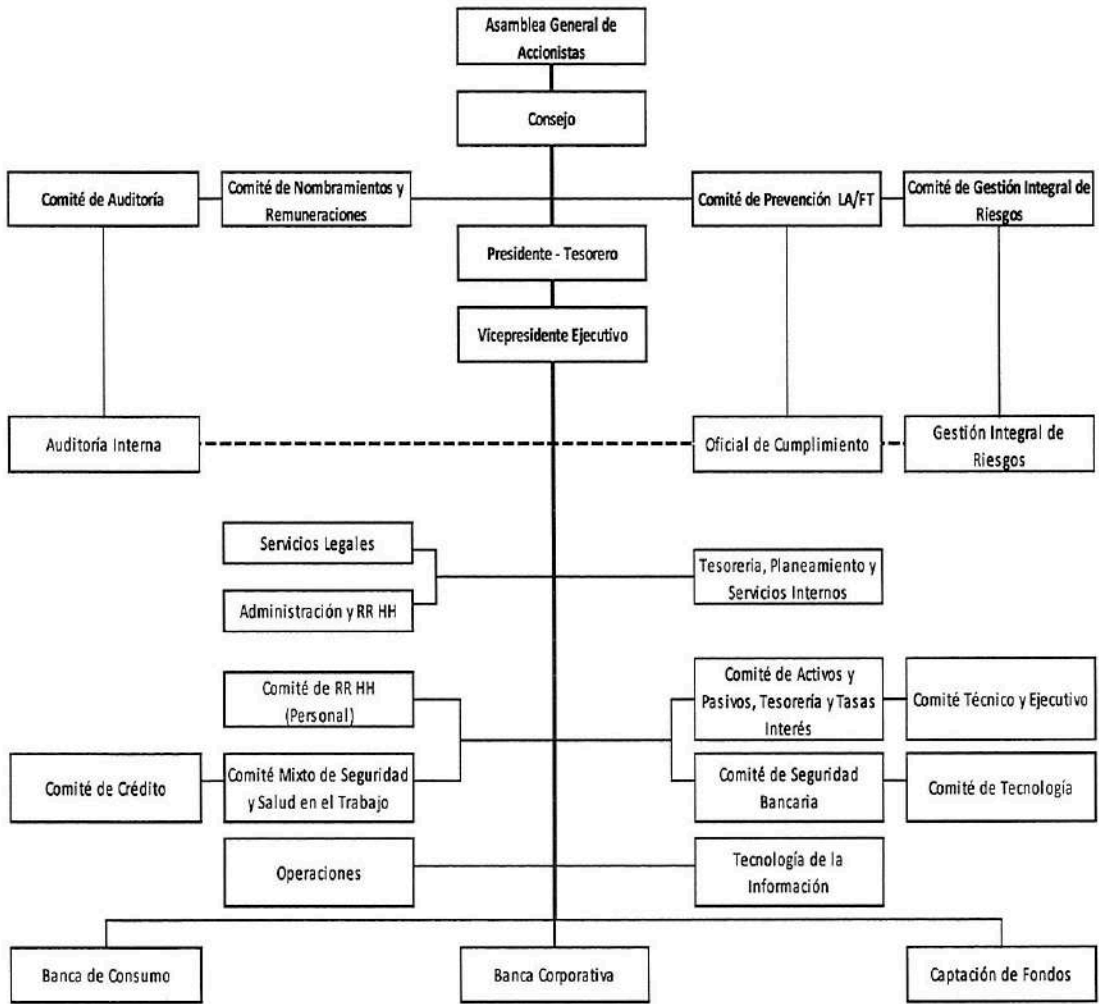 Asamblea General de
Accionistas
Consejo
Comité de Auditoría
Comité de Nombramientos y
Remuneraciones
Comité de Prevención LA/FT
Comité de Gestión Integral de
Riesgos
Presidente - Tesorero
Vicepresidente Ejecutivo
Auditoría Interna
Oficial de Cumplimiento
Gestión Integral de
Riesgos
Servicios Legales
Tesoreria, Planeamiento y
Servicios Internos
Administración y RR HH
Comité de RR HH
(Personal)
Comité de Activos y
Pasivos, Tesorería y Tasas
Interés
Comité Técnico y Ejecutivo
Comité de Crédito
Comité Mixto de Seguridad
y Salud en el Trabajo
Comité de Seguridad
Bancaria
Comité de Tecnología
Operaciones
Tecnología de la
Información
Banca de Consumo
Banca Corporativa
Captación de Fondos